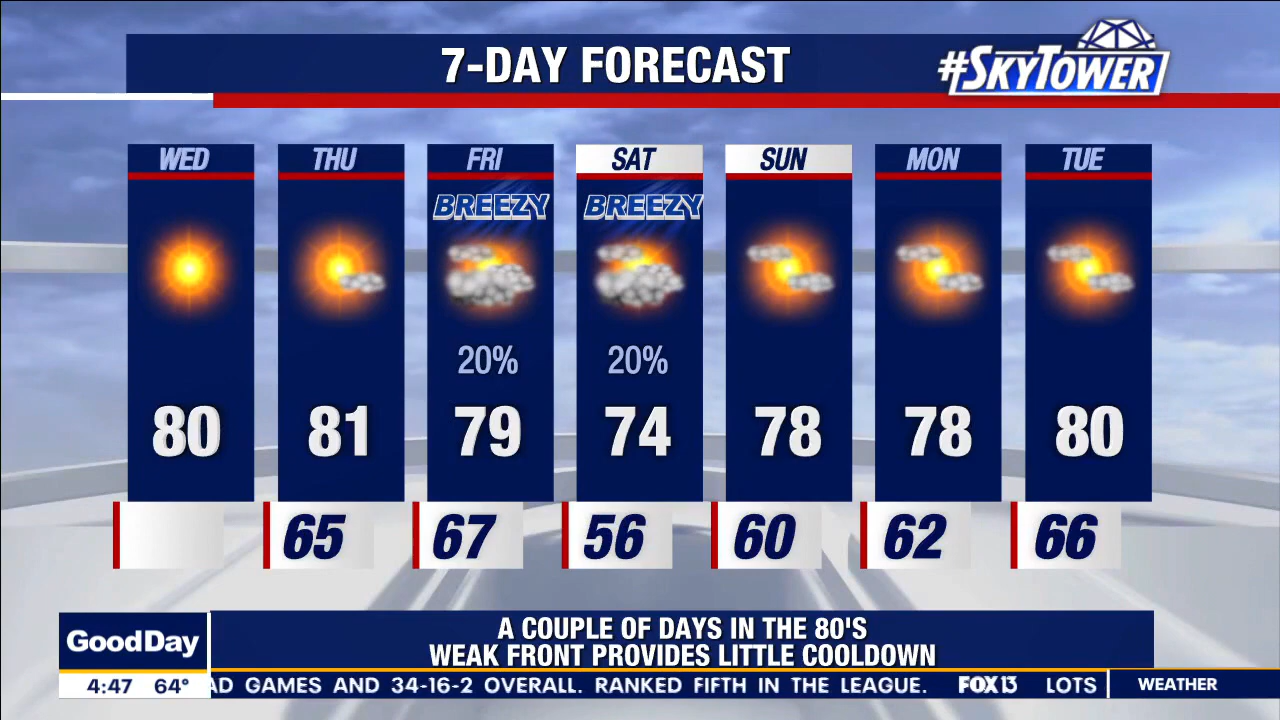 7-DAY FORECAST
#SKYTOWER
WED THU FRI SAT SUN MON TUE
BREEZY BREEZY
20% 20%
80 81 79 74 78 78 80
65 67 56 60 62 66
GoodDay
A COUPLE OF DAYS IN THE 80'S
WEAK FRONT PROVIDES LITTLE COOLDOWN
4:47 64° AD GAMES AND 34-16-2 OVERALL. RANKED FIFTH IN THE LEAGUE. FOX13 LOTS WEATHER